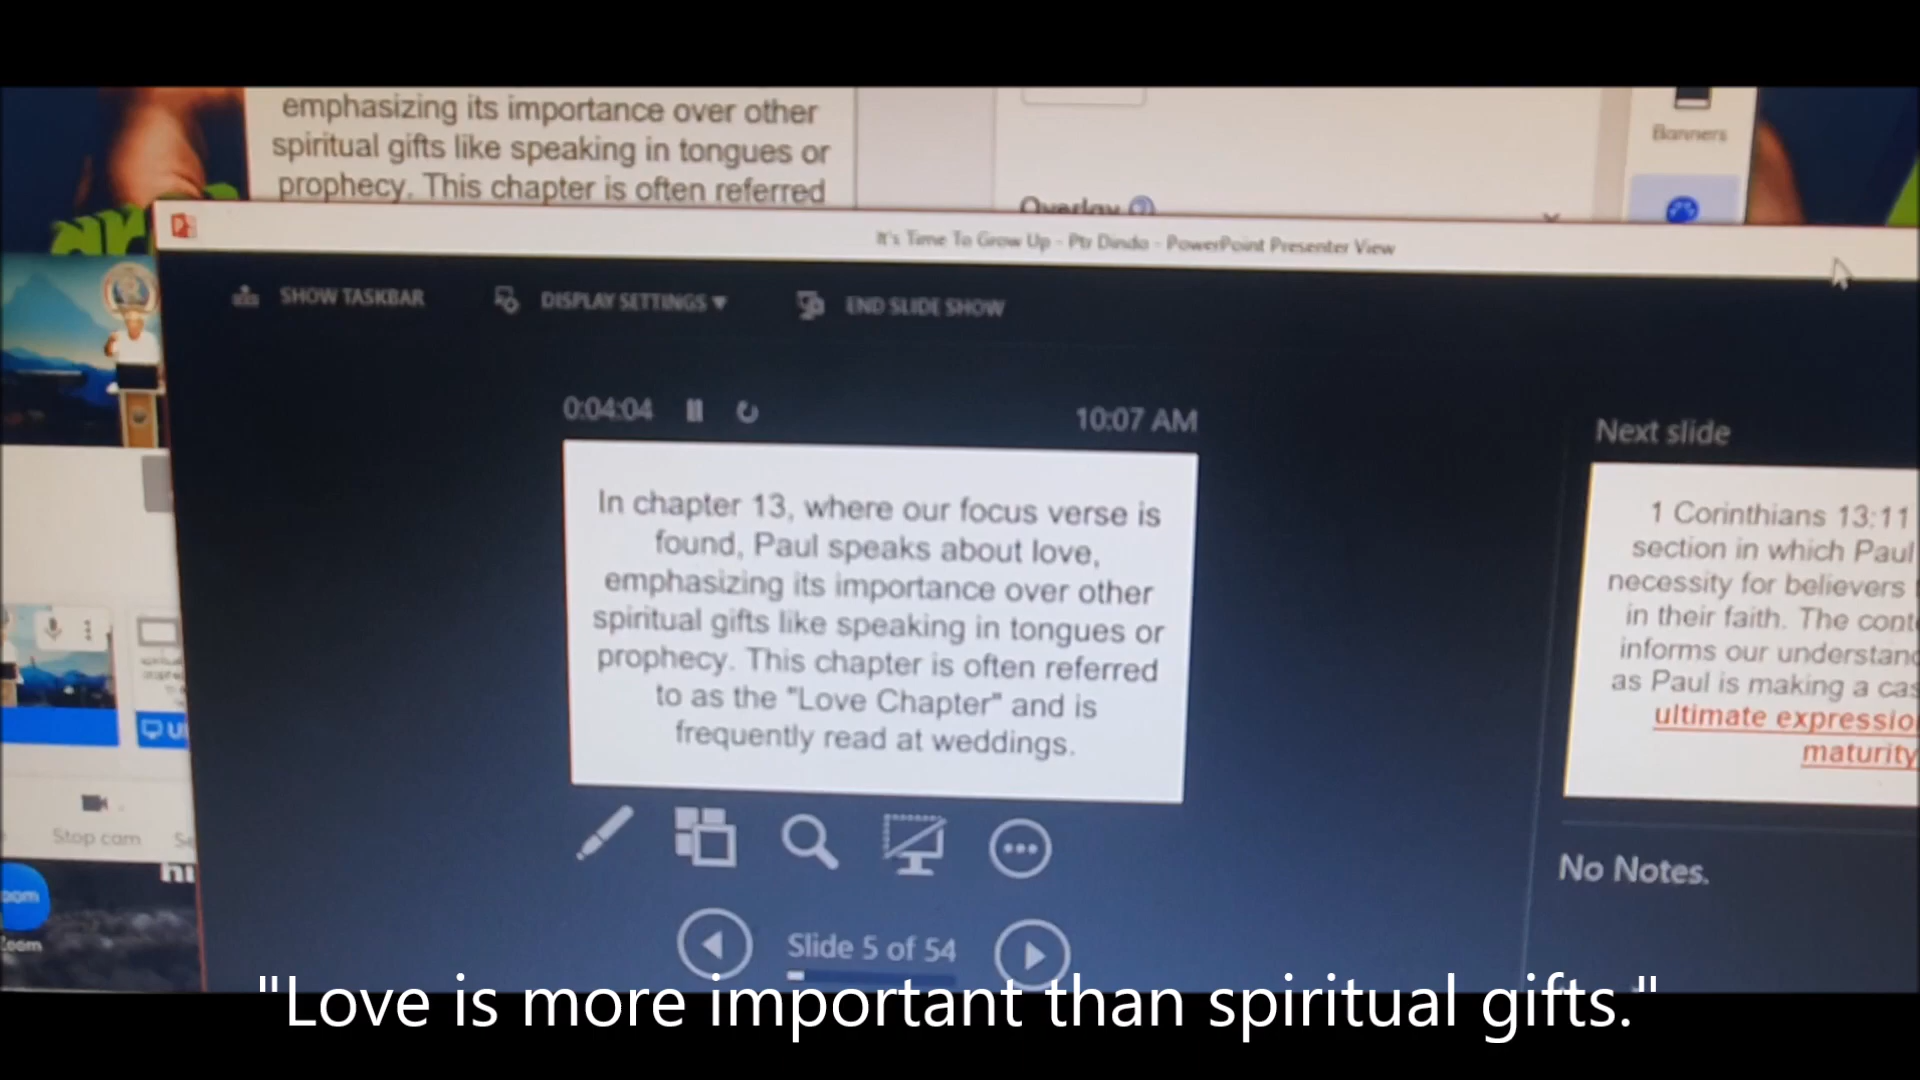 emphasizing its importance over other
spiritual gifts like speaking in tongues or
prophecy. This chapter is often referred
Banners
Overlay
It's Time To Grow Up - Ptr Dindo - PowerPoint Presenter View
SHOW TASKBAR
DISPLAY SETTINGS
END SLIDE SHOW
0:04:04
10:07 AM
In chapter 13, where our focus verse is
found, Paul speaks about love,
emphasizing its importance over other
spiritual gifts like speaking in tongues or
prophecy. This chapter is often referred
to as the "Love Chapter" and is
frequently read at weddings.
Next slide
1 Corinthians 13:11
section in which Paul
necessity for believers
in their faith. The
informs our
as Paul is making a
ultimate
maturity
No Notes.
Stop cam
Slide 5 of 54
"Love is more important than spiritual gifts."